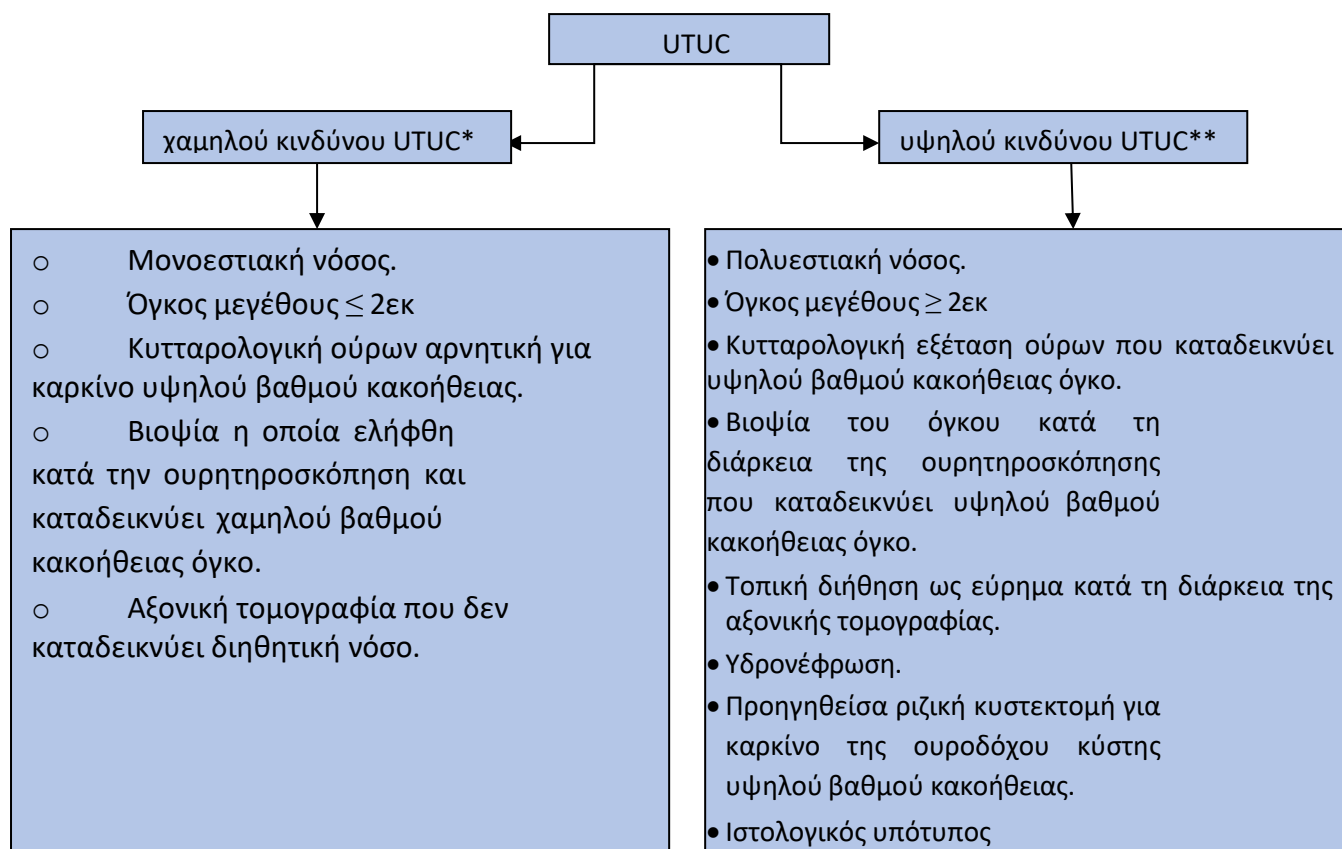 UTUC
χαμηλού κινδύνου UTUC*
υψηλού κινδύνου UTUC**
o Μονοεστιακή νόσος.
o Όγκος μεγέθους ≤ 2εκ
o Κυτταρολογική ούρων αρνητική για
καρκίνο υψηλού βαθμού κακοήθειας.
o Βιοψία η οποία ελήφθη
κατά την ουρητηροσκόπηση και
καταδεικνύει χαμηλού βαθμού
κακοήθειας όγκο.
o Αξονική τομογραφία που δεν
καταδεικνύει διηθητική νόσο.
• Πολυεστιακή νόσος.
• Όγκος μεγέθους ≥ 2εκ
• Κυτταρολογική εξέταση ούρων που καταδεικνύει
υψηλού βαθμού κακοήθειας όγκο.
• Βιοψία του όγκου κατά τη
διάρκεια της ουρητηροσκόπησης
που καταδεικνύει υψηλού βαθμού
κακοήθειας όγκο.
• Τοπική διήθηση ως εύρημα κατά τη διάρκεια της
αξονικής τομογραφίας.
• Υδρονέφρωση.
• Προηγηθείσα ριζική κυστεκτομή για
καρκίνο της ουροδόχου κύστης
υψηλού βαθμού κακοήθειας.
• Ιστολογικός υπότυπος